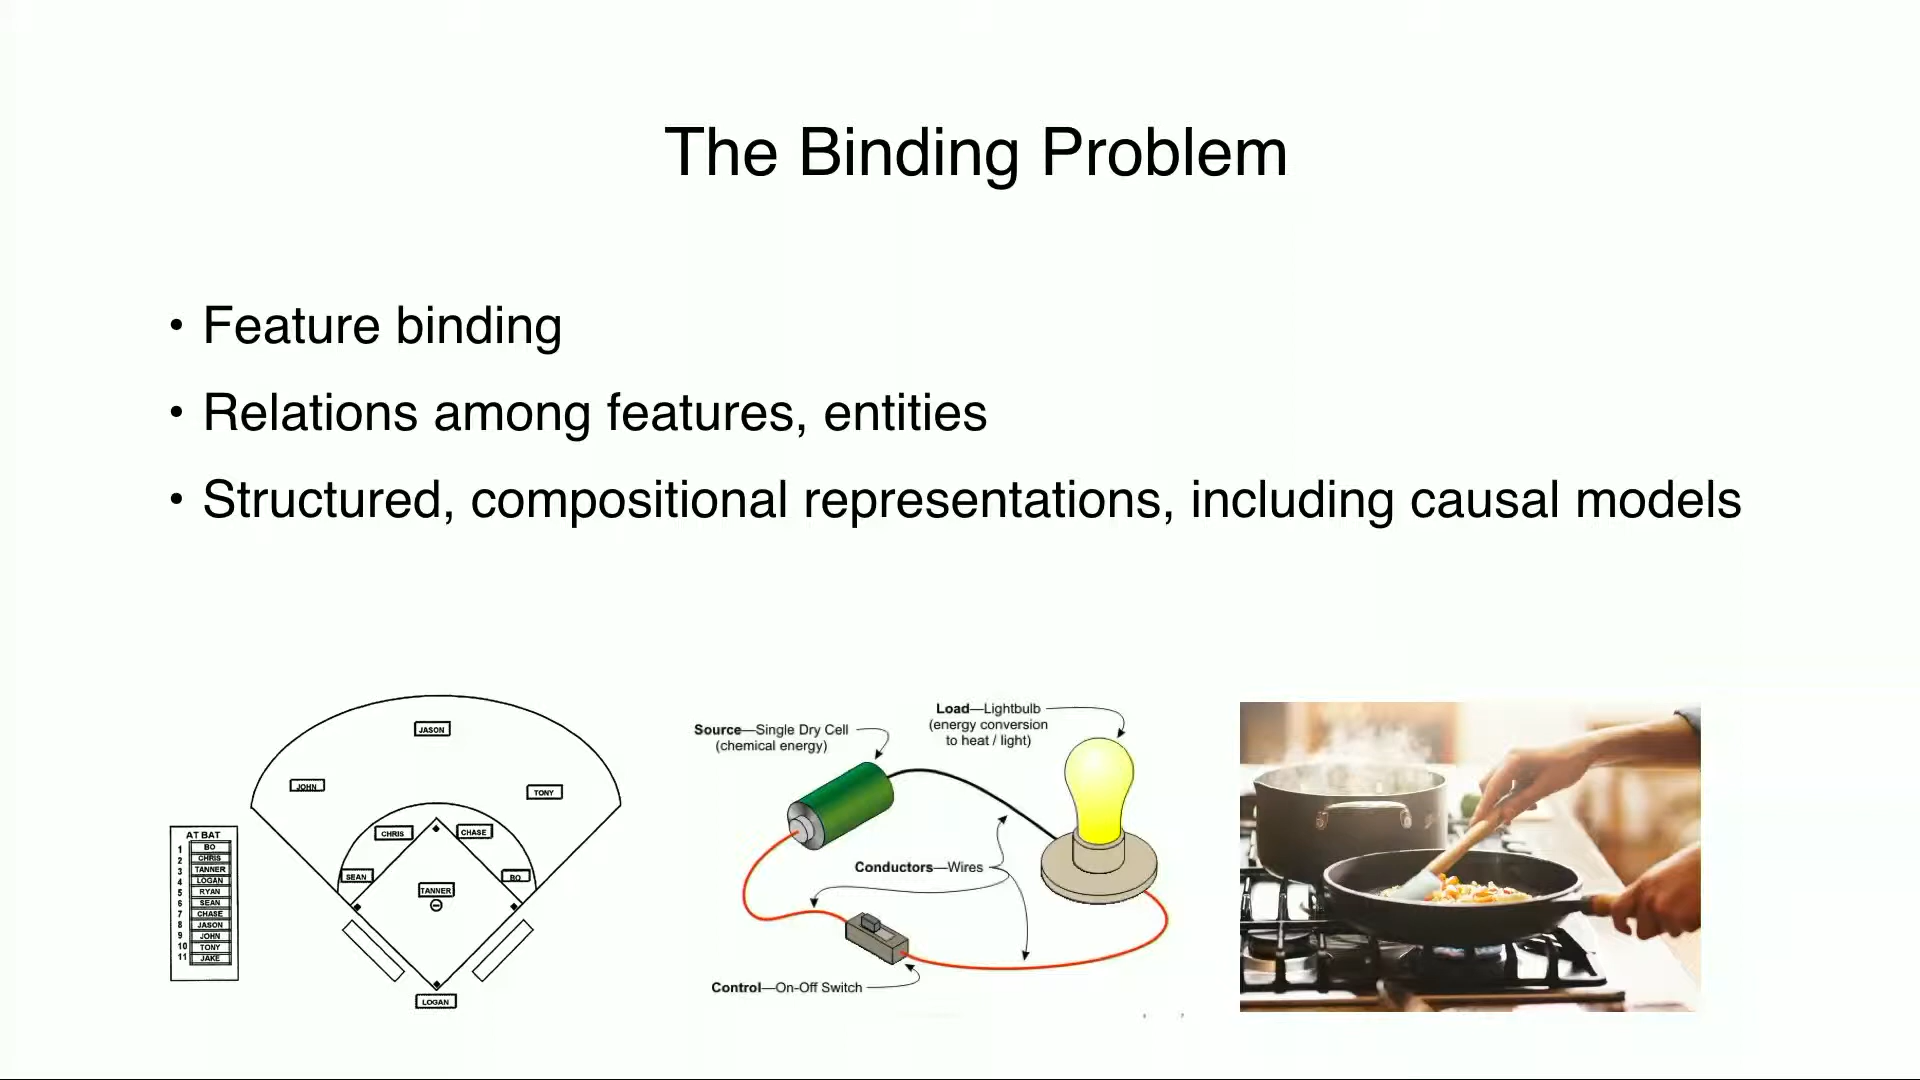 The Binding Problem
• Feature binding
• Relations among features, entities
• Structured, compositional representations, including causal models
JASON
JOHN
TONY
CHRIS
CHASE
SEAN
BO
TANNER
LOGAN
AT BAT
1 BO
2 CHRIS
3 TANNER
4 LOGAN
5 RYAN
6 SEAN
7 CHASE
8 JASON
9 JOHN
10 TONY
11 JAKE
Source—Single Dry Cell
(chemical energy)
Load—Lightbulb
(energy conversion
to heat / light)
Conductors—Wires
Control—On-Off Switch